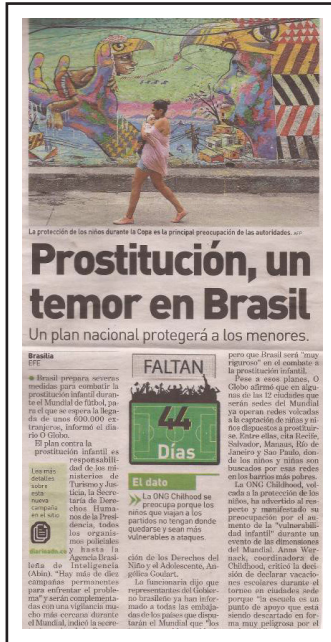 La protección de los niños durante la Copa es la principal preocupación de las autoridades. AFP
Prostitución, un
temor en Brasil
Un plan nacional protegerá a los menores.
Brasilia
EFE
Brasil prepara severas
medidas para combatir la
prostitución infantil durante
el Mundial de fútbol, pa-
ra el que se espera la llega-
da de unos 600.000 ex-
tranjeros, informó el dia-
rio O Globo.
El plan contra la
prostitución infantil es
responsabili-
dad de los mi-
nisterios de
Turismo y Jus-
ticia, la Secre-
taría de Dere-
chos Huma-
nos de la Presi-
dencia, todos
los organis-
mos policiales
y hasta la
Agencia Brasi-
leña de Inteligencia
(Abin). "Hay más de diez
campañas permanentes
para enfrentar el proble-
ma" y serán complementa-
das con una vigilancia mu-
cho más cercana durante
el Mundial, indicó la secre-
Lea más
detalles
sobre
esta
nueva
campaña
en el sitio
FALTAN
44
Días
El dato
La ONG Chilhood se
preocupa porque los
niños que viajan a los
partidos no tengan donde
quedarse y sean más
vulnerables a ataques.
ción de los Derechos del
Niño y el Adolescente, An-
gélica Goulart.
La funcionaria dijo que
representantes del Gobier-
no brasileño ya han infor-
mado a todas las embaja-
das de los países que dispu-
tarán el Mundial que "los
pero que Brasil será "muy
riguroso" en el combate a
la prostitución infantil.
Pese a esos planes, O
Globo afirmó que en algu-
nas de las 12 ciudades que
serán sedes del Mundial
ya operan redes volcadas
a la captación de niñas y ni-
ños dispuestos a prostituir-
se. Entre ellas, cita Recife,
Salvador, Manaus, Río de
Janeiro y Sao Paulo, don-
de los niños y niñas son
buscados por esas redes
en los barrios más pobres.
La ONG Childhood, vol-
cada a la protección de los
niños, ha advertido al res-
pecto y manifestado su
preocupación por el au-
mento de la "vulnerabili-
dad infantil" durante un
evento de las dimensiones
del Mundial. Anna
coordinadora de
Childhood, criticó la deci-
sión de declarar vacacio-
nes escolares durante el
torneo en ciudades sede
porque "la escuela es un
punto de apoyo que está
siendo descartado en for-
ma muy peligrosa por el